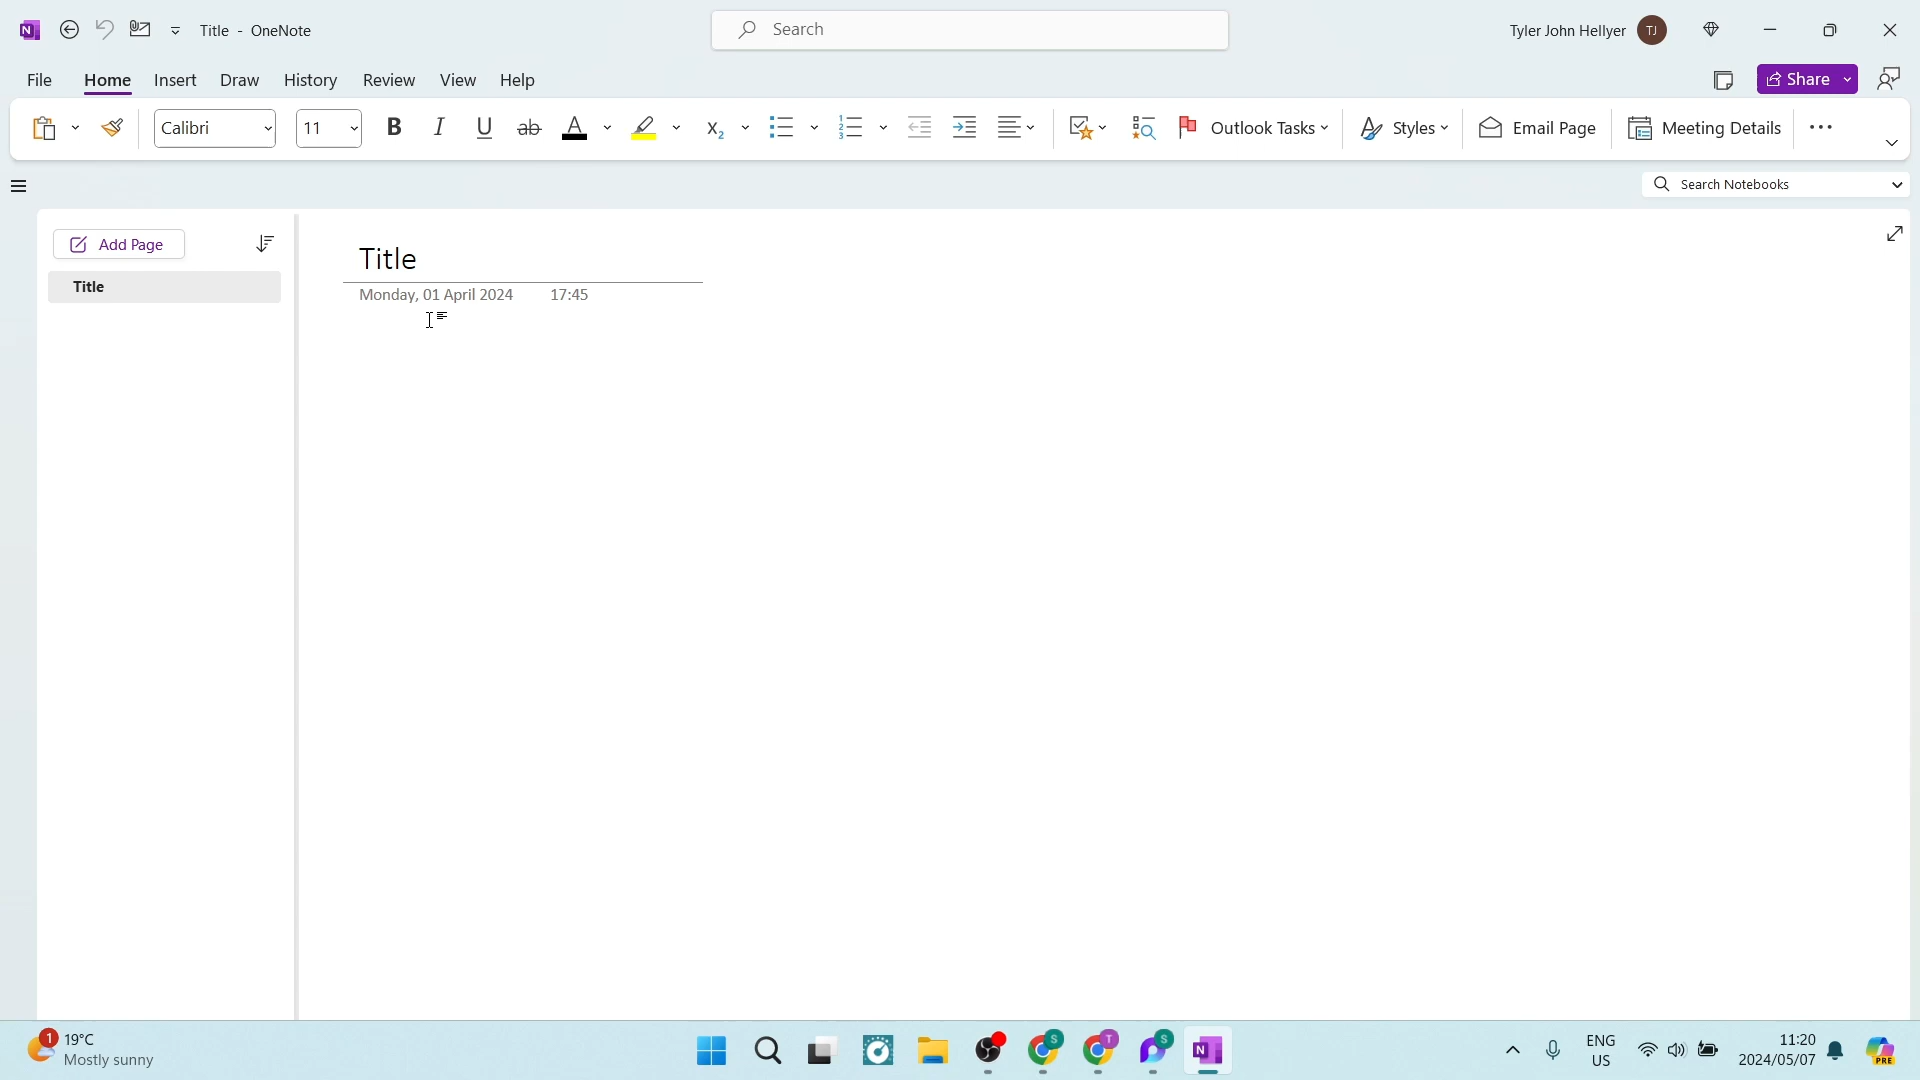 Title - OneNote
Search
Tyler John Hellyer
TJ
File
Home
Insert
Draw
History
Review
View
Help
Share
Calibri
11
Outlook Tasks
Styles
Email Page
Meeting Details
Search Notebooks
Add Page
Title
Title
Monday, 01 April 2024 17:45
1
19°C
Mostly sunny
S
T
S
ENG
US
11:20
2024/05/07
PRE